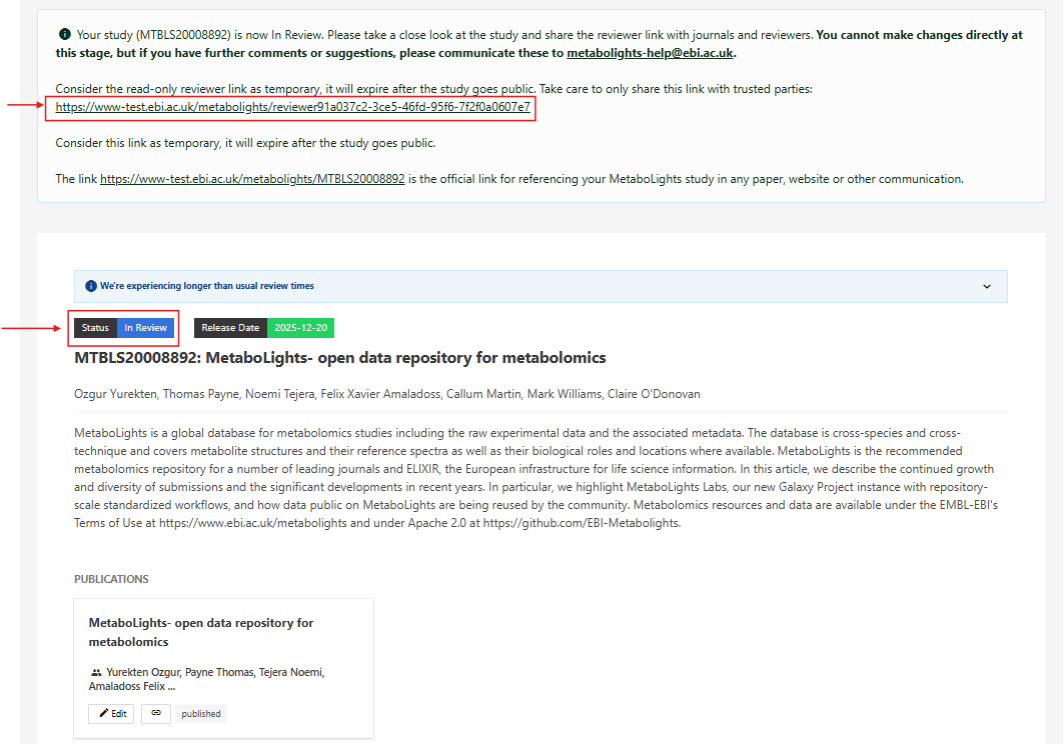 Your study (MTBLS20008892) is now In Review. Please take a close look at the study and share the reviewer link with journals and reviewers. You cannot make changes directly at
this stage, but if you have further comments or suggestions, please communicate these to metabolights-help@ebi.ac.uk.
Consider the read-only reviewer link as temporary, it will expire after the study goes public. Take care to only share this link with trusted parties:
https://www-test.ebi.ac.uk/metabolights/reviewer91a037c2-3ce5-46fd-95f6-7f2f0a0607e7
Consider this link as temporary, it will expire after the study goes public.
The link https://www-test.ebi.ac.uk/metabolights/MTBLS20008892 is the official link for referencing your MetaboLights study in any paper, website or other communication.
We're experiencing longer than usual review times
Status In Review Release Date 2025-12-20
MTBLS20008892: MetaboLights- open data repository for metabolomics
Ozgur Yurekten, Thomas Payne, Noemi Tejera, Felix Xavier Amaladoss, Callum Martin, Mark Williams, Claire O'Donovan
MetaboLights is a global database for metabolomics studies including the raw experimental data and the associated metadata. The database is cross-species and cross-
technique and covers metabolite structures and their reference spectra as well as their biological roles and locations where available. MetaboLights is the recommended
metabolomics repository for a number of leading journals and ELIXIR, the European infrastructure for life science information. In this article, we describe the continued growth
and diversity of submissions and the significant developments in recent years. In particular, we highlight MetaboLights Labs, our new Galaxy Project instance with repository-
scale standardized workflows, and how data public on MetaboLights are being reused by the community. Metabolomics resources and data are available under the EMBL-EBI's
Terms of Use at https://www.ebi.ac.uk/metabolights and under Apache 2.0 at https://github.com/EBI-Metabolights.
PUBLICATIONS
MetaboLights- open data repository for
metabolomics
Yurekten Ozgur, Payne Thomas, Tejera Noemi,
Amaladoss Felix ...
Edit published